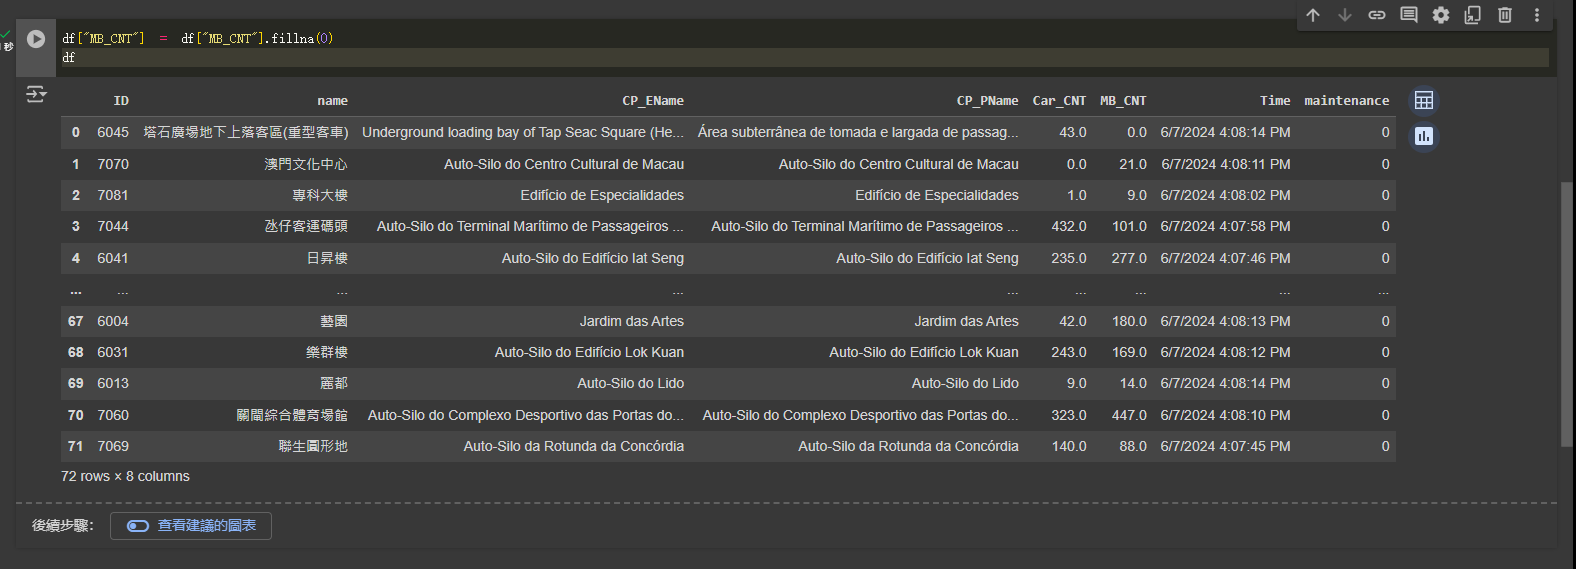 df["MB_CNT"] = df["MB_CNT"].fillna(0)
秒
df
ID name CP_EName CP_PName Car_CNT MB_CNT Time maintenance
0 6045 塔石廣場地下上落客區(重型客車) Underground loading bay of Tap Seac Square (He... Área subterrânea de tomada e largada de passag... 43.0 0.0 6/7/2024 4:08:14 PM 0
1 7070 澳門文化中心 Auto-Silo do Centro Cultural de Macau Auto-Silo do Centro Cultural de Macau 0.0 21.0 6/7/2024 4:08:11 PM 0
2 7081 專科大樓 Edifício de Especialidades Edifício de Especialidades 1.0 9.0 6/7/2024 4:08:02 PM 0
3 7044 氹仔客運碼頭 Auto-Silo do Terminal Marítimo de Passageiros ... Auto-Silo do Terminal Marítimo de Passageiros ... 432.0 101.0 6/7/2024 4:07:58 PM 0
4 6041 日昇樓 Auto-Silo do Edifício Iat Seng Auto-Silo do Edifício Iat Seng 235.0 277.0 6/7/2024 4:07:46 PM 0
... ... ... ... ... ... ... ... ...
67 6004 藝園 Jardim das Artes Jardim das Artes 42.0 180.0 6/7/2024 4:08:13 PM 0
68 6031 樂群樓 Auto-Silo do Edifício Lok Kuan Auto-Silo do Edifício Lok Kuan 243.0 169.0 6/7/2024 4:08:12 PM 0
69 6013 麗都 Auto-Silo do Lido Auto-Silo do Lido 9.0 14.0 6/7/2024 4:08:14 PM 0
70 7060 關閘綜合體育場館 Auto-Silo do Complexo Desportivo das Portas do... Auto-Silo do Complexo Desportivo das Portas do... 323.0 447.0 6/7/2024 4:08:10 PM 0
71 7069 聯生圓形地 Auto-Silo da Rotunda da Concórdia Auto-Silo da Rotunda da Concórdia 140.0 88.0 6/7/2024 4:07:45 PM 0
72 rows × 8 columns
後續步驟: 查看建議的圖表